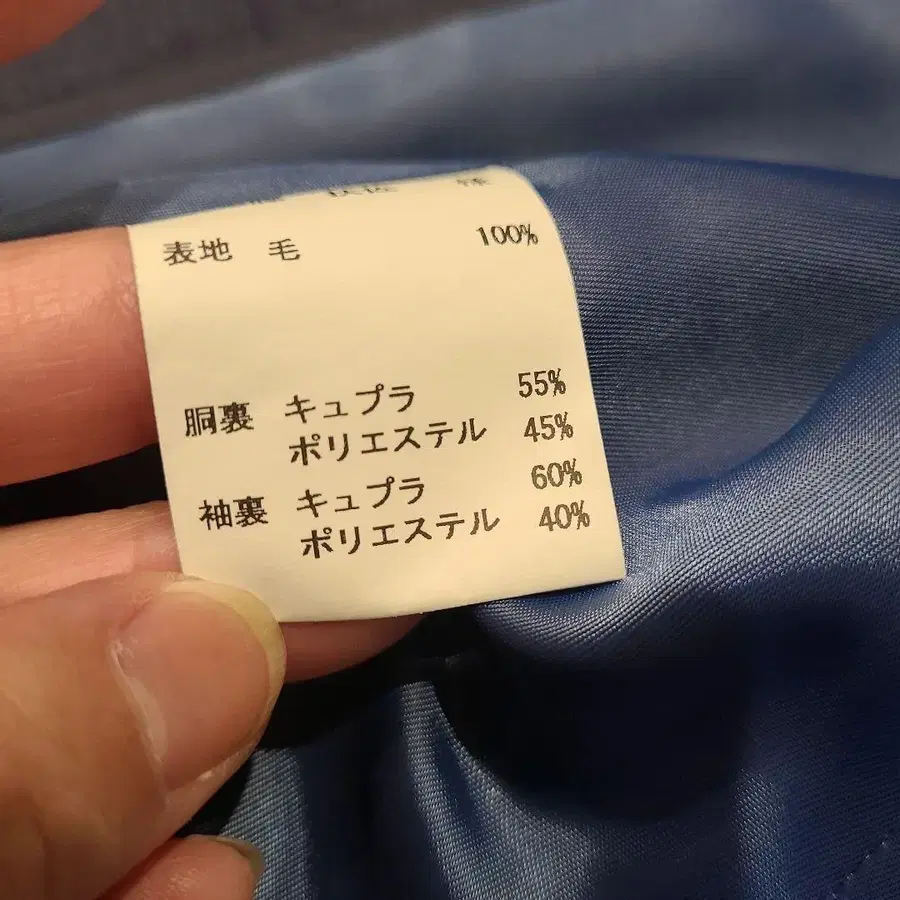 表地 毛 100%
胴裏 キュプラ 55%
ポリエステル 45%
袖裏 キュプラ 60%
ポリエステル 40%